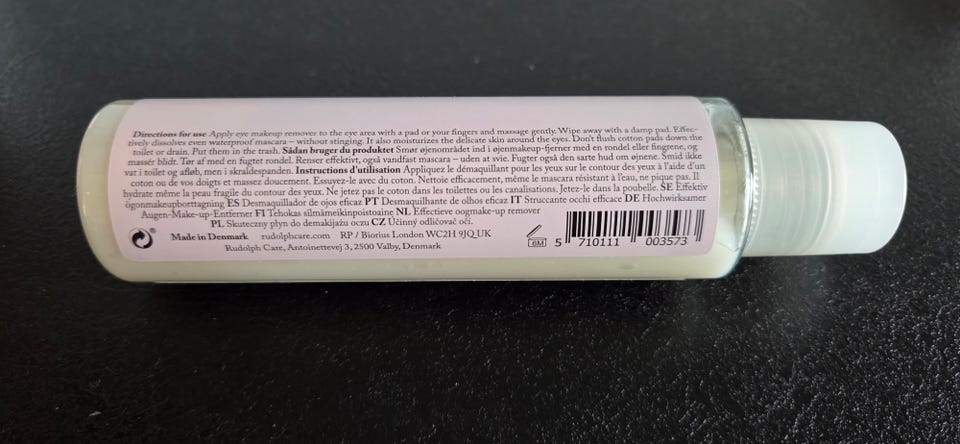 Directions for use Apply eye makeup remover to the eye area with a pad or your fingers and massage gently. Wipe away with a damp pad. Effec-
tively dissolves even waterproof mascara – without stinging. It also moisturizes the delicate skin around the eyes. Don't flush cotton pads down the
toilet or drain. Put them in the trash. Sådan bruger du produktet Smør øjenområdet ind i øjenmakeup-fjerner med en rondel eller fingrene, og
massér blidt. Tør af med en fugtet rondel. Renser effektivt, også vandfast mascara – uden at svie. Fugter også den sarte hud om øjnene. Smid ikke
vat i toilet og afløb, men i skraldespanden. Instructions d'utilisation Appliquez le démaquillant pour les yeux sur le contour des yeux à l'aide d'un
coton ou de vos doigts et massez doucement. Essuyez-le avec du coton. Nettoie efficacement, même le mascara résistant à l'eau, ne pique pas. Il
hydrate même la peau fragile du contour des yeux. Ne jetez pas le coton dans les toilettes ou les canalisations. Jetez-le dans la poubelle. SE Effektiv
ögonmakeupborttagning ES Desmaquillador de ojos eficaz PT Desmaquilhante de olhos eficaz IT Struccante occhi efficace DE Hochwirksamer
Augen-Make-up-Entferner FI Tehokas silmämeikinpoistoaine NL Effectieve oogmake-up remover
PL Skuteczny płyn do demakijażu oczu CZ Účinný odličovač očí.
Made in Denmark rudolphcare.com RP / Biorius London WC2H 9JQ UK
Rudolph Care, Antoinettevej 3, 2500 Valby, Denmark
6M
5 710111 003573